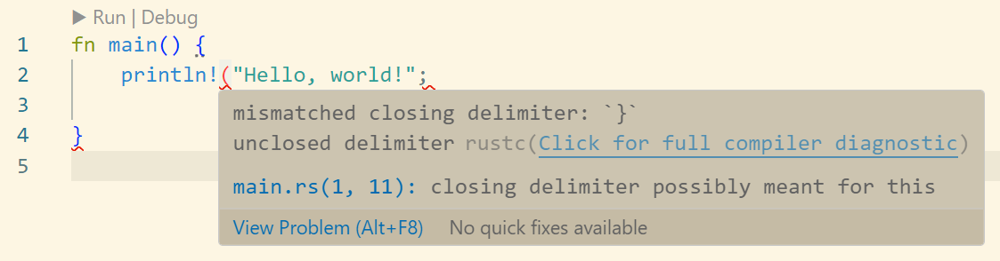 ▶ Run | Debug
1 fn main() {
2     println!("Hello, world!";
3
4 }
5
mismatched closing delimiter: `}`
unclosed delimiter rustc(Click for full compiler diagnostic)
main.rs(1, 11): closing delimiter possibly meant for this
View Problem (Alt+F8) No quick fixes available